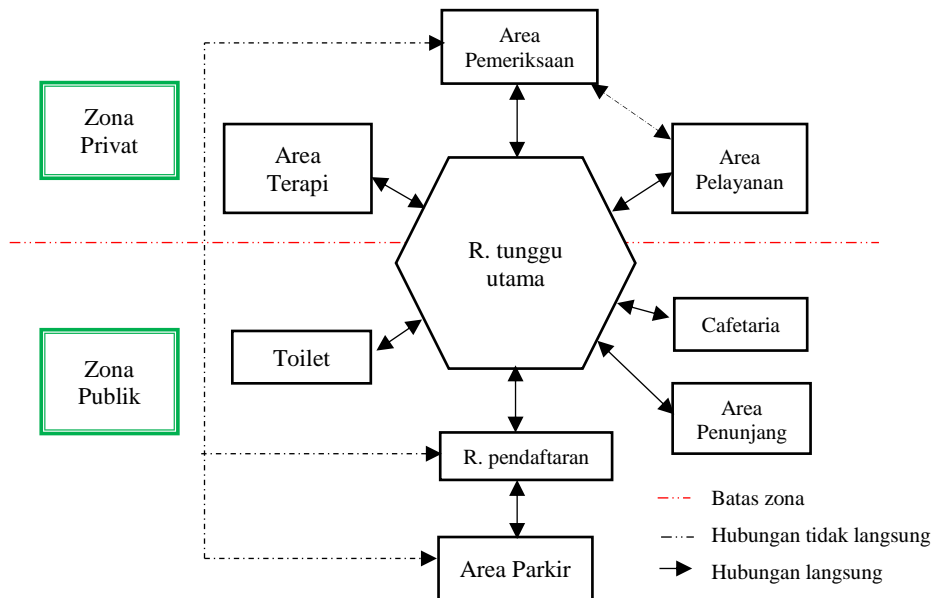 Area
Pemeriksaan
Zona
Privat
Area
Terapi
Area
Pelayanan
R. tunggu
utama
Cafetaria
Toilet
Zona
Publik
Area
Penunjang
R. pendaftaran
Batas zona
Hubungan tidak langsung
Area Parkir
Hubungan langsung